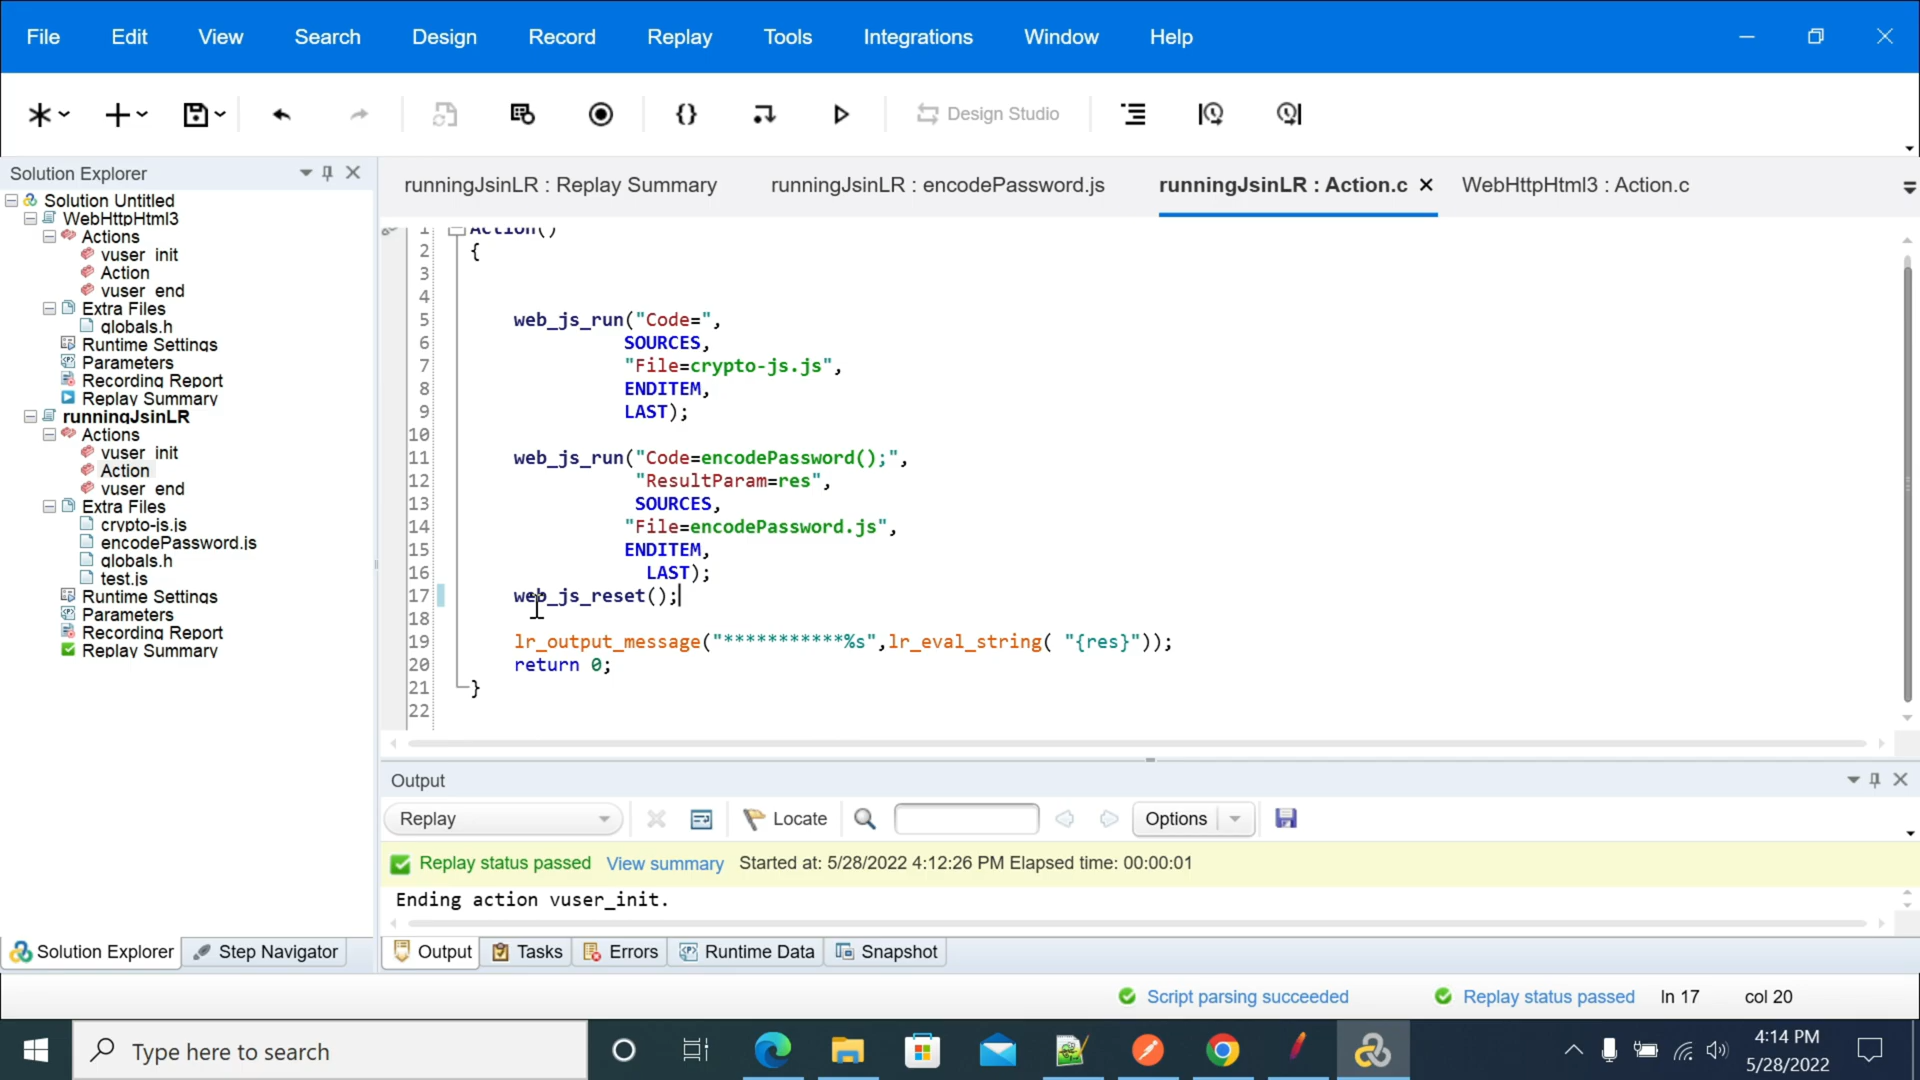 File Edit View Search Design Record Replay Tools Integrations Window Help
Design Studio
Solution Explorer
Solution Untitled
WebHttpHtml3
Actions
vuser_init
Action
vuser_end
Extra Files
globals.h
Runtime Settings
Parameters
Recording Report
Replay Summary
runningJsinLR
Actions
vuser_init
Action
vuser_end
Extra Files
crypto-js.js
encodePassword.js
globals.h
test.js
Runtime Settings
Parameters
Recording Report
Replay Summary
Solution Explorer Step Navigator
runningJsinLR : Replay Summary runningJsinLR : encodePassword.js runningJsinLR : Action.c WebHttpHtml3 : Action.c
1 Action()
2 {
3
4
5 web_js_run("Code=",
6 SOURCES,
7 "File=crypto-js.js",
8 ENDITEM,
9 LAST);
10
11 web_js_run("Code=encodePassword();",
12 "ResultParam=res",
13 SOURCES,
14 "File=encodePassword.js",
15 ENDITEM,
16 LAST);
17 web_js_reset();
18
19 lr_output_message("***********%s",lr_eval_string( "{res}"));
20 return 0;
21 }
22
Output
Replay Locate Options
Replay status passed View summary Started at: 5/28/2022 4:12:26 PM Elapsed time: 00:00:01
Ending action vuser_init.
Output Tasks Errors Runtime Data Snapshot
Script parsing succeeded Replay status passed ln 17 col 20
Type here to search
4:14 PM
5/28/2022